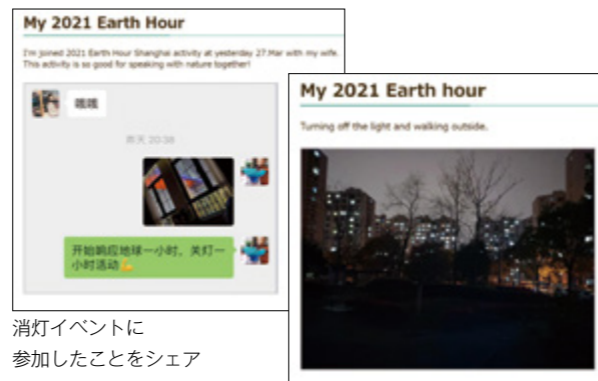 My 2021 Earth Hour
I'm joined 2021 Earth Hour Shanghai activity at yesterday 27.Mar with my wife.
This activity is so good for speaking with nature together!
哦哦
昨天 20:38
开始响应地球一小时，关灯一
小时活动
My 2021 Earth hour
Turning off the light and walking outside.
消灯イベントに
参加したことをシェア